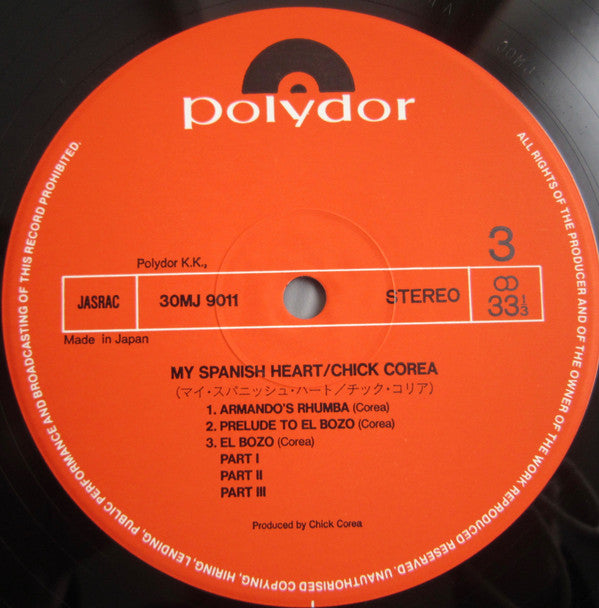 polydor
3
Polydor K.K.,
JASRAC
30MJ 9011
STEREO
∞
33 1/3
Made in Japan
MY SPANISH HEART/CHICK COREA
(マイ・スパニッシュ・ハート/チック・コリア)
1. ARMANDO'S RHUMBA (Corea)
2. PRELUDE TO EL BOZO (Corea)
3. EL BOZO (Corea)
PART I
PART II
PART III
Produced by Chick Corea
ALL RIGHTS OF THE PRODUCER AND OF THE OWNER OF THE WORK REPRODUCED RESERVED. UNAUTHORISED COPYING, HIRING, LENDING, PUBLIC PERFORMANCE AND BROADCASTING OF THIS RECORD PROHIBITED.